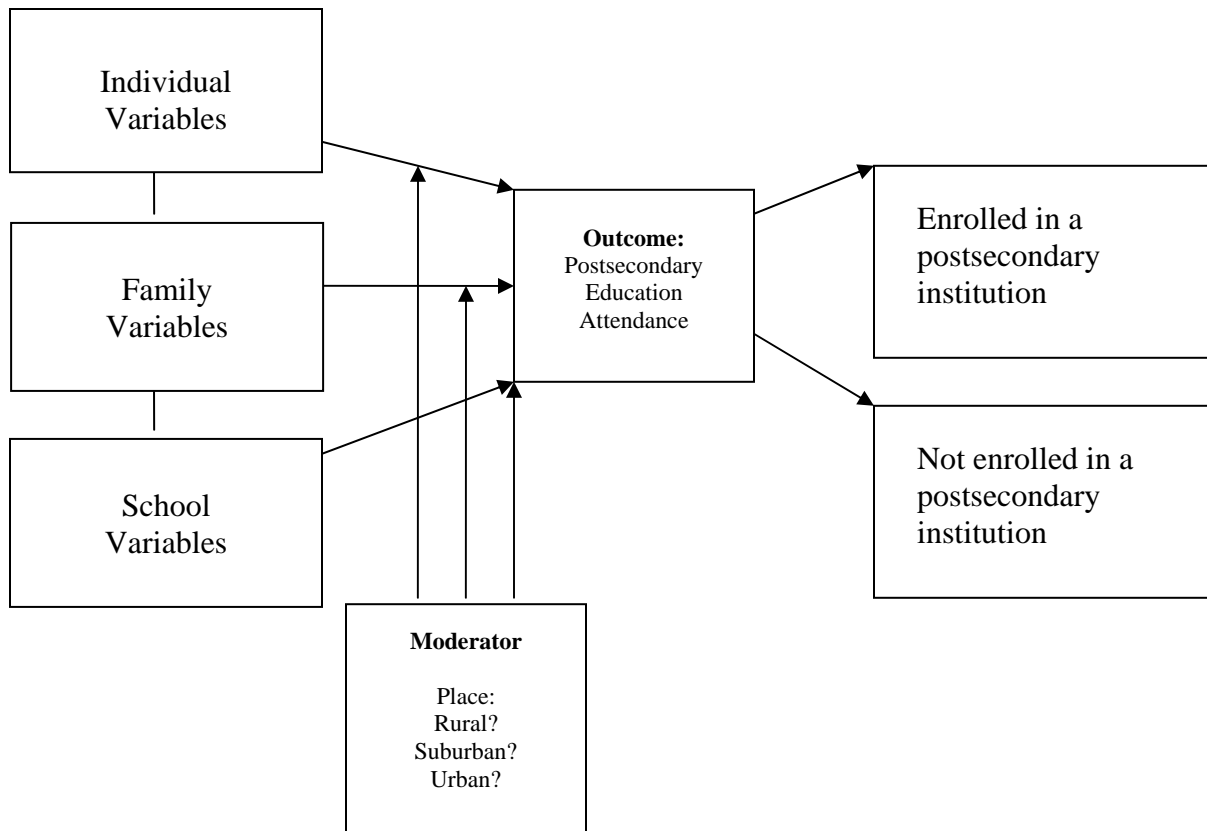 Individual
Variables
Family
Variables
School
Variables
Outcome:
Postsecondary
Education
Attendance
Moderator
Place:
Rural?
Suburban?
Urban?
Enrolled in a
postsecondary
institution
Not enrolled in a
postsecondary
institution